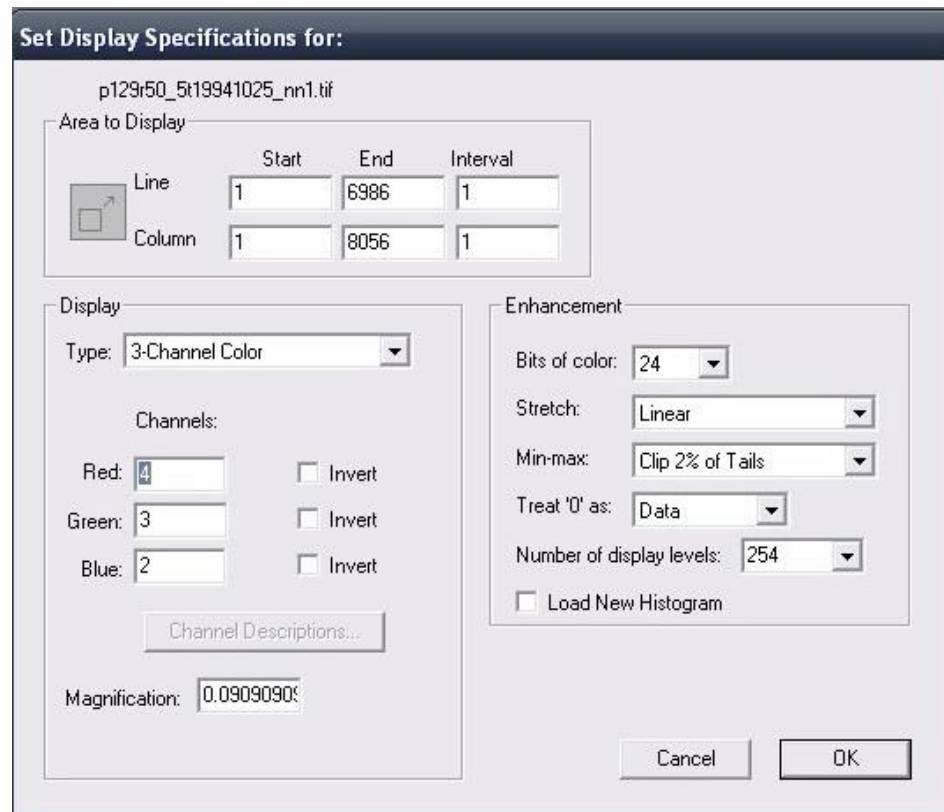 Set Display Specifications for:
p129r50_5t19941025_nn1.tif
Area to Display
Start End Interval
Line 1 6986 1
Column 1 8056 1
Display
Type: 3-Channel Color
Channels:
Red: 4 Invert
Green: 3 Invert
Blue: 2 Invert
Channel Descriptions...
Magnification: 0.09090909
Enhancement
Bits of color: 24
Stretch: Linear
Min-max: Clip 2% of Tails
Treat '0' as: Data
Number of display levels: 254
Load New Histogram
Cancel OK